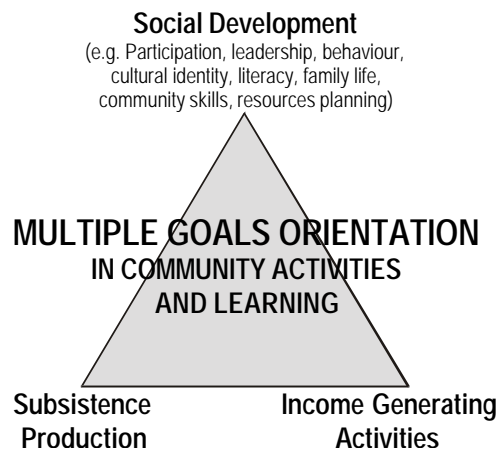 Social Development
(e.g. Participation, leadership, behaviour,
cultural identity, literacy, family life,
community skills, resources planning)
MULTIPLE GOALS ORIENTATION
IN COMMUNITY ACTIVITIES
AND LEARNING
Subsistence
Production
Income Generating
Activities